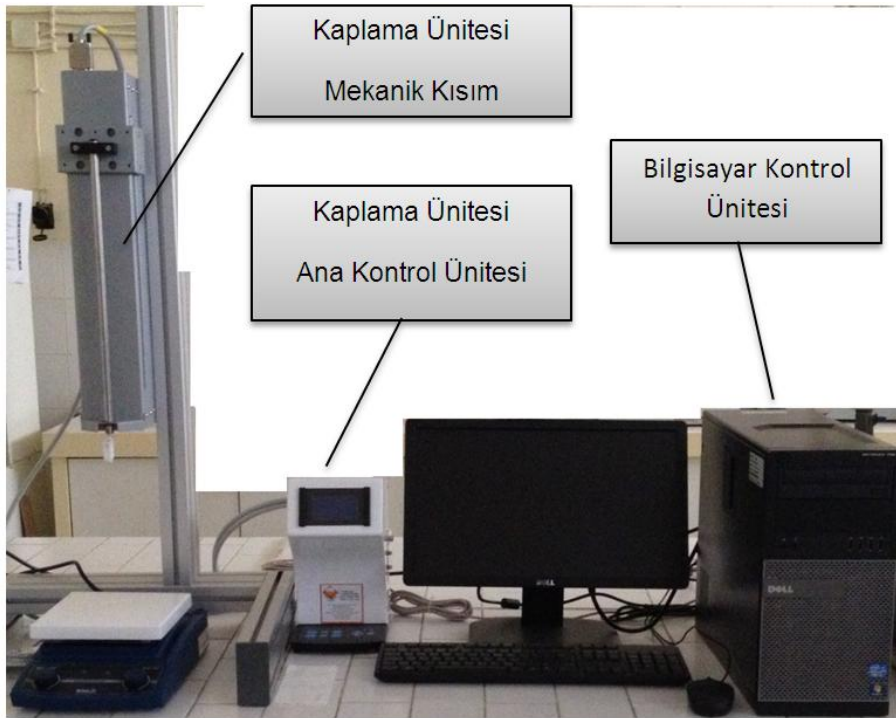 Kaplama Ünitesi
Mekanik Kısım
Kaplama Ünitesi
Ana Kontrol Ünitesi
Bilgisayar Kontrol
Ünitesi
DELL
DELL